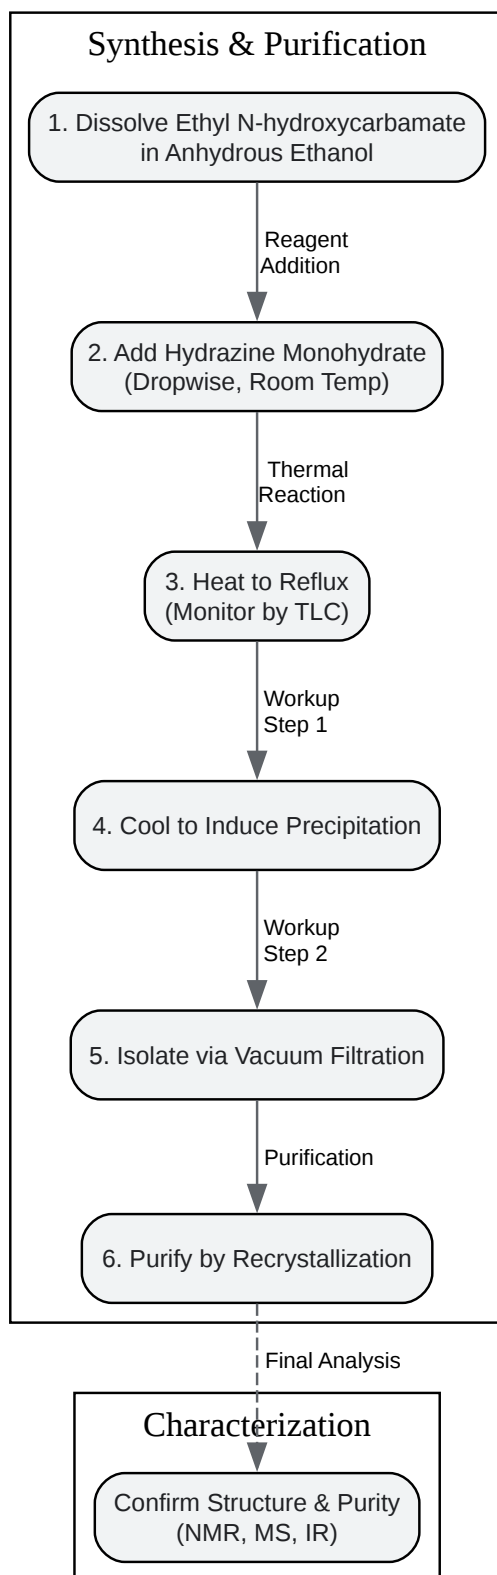 Synthesis & Purification
1. Dissolve Ethyl N-hydroxycarbamate
in Anhydrous Ethanol
Reagent
Addition
2. Add Hydrazine Monohydrate
(Dropwise, Room Temp)
Thermal
Reaction
3. Heat to Reflux
(Monitor by TLC)
Workup
Step 1
4. Cool to Induce Precipitation
Workup
Step 2
5. Isolate via Vacuum Filtration
Purification
6. Purify by Recrystallization
Final Analysis
Characterization
Confirm Structure & Purity
(NMR, MS, IR)